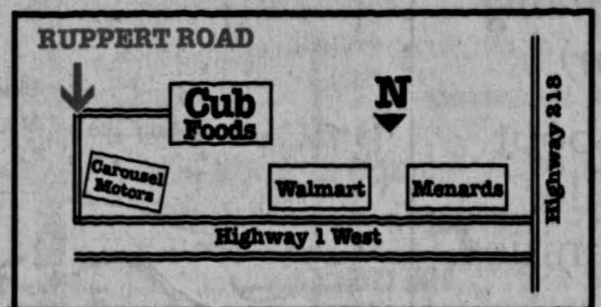 RUPPERT ROAD
Cub
Foods
N
Highway 218
Carousel
Motors
Walmart
Menards
Highway 1 West